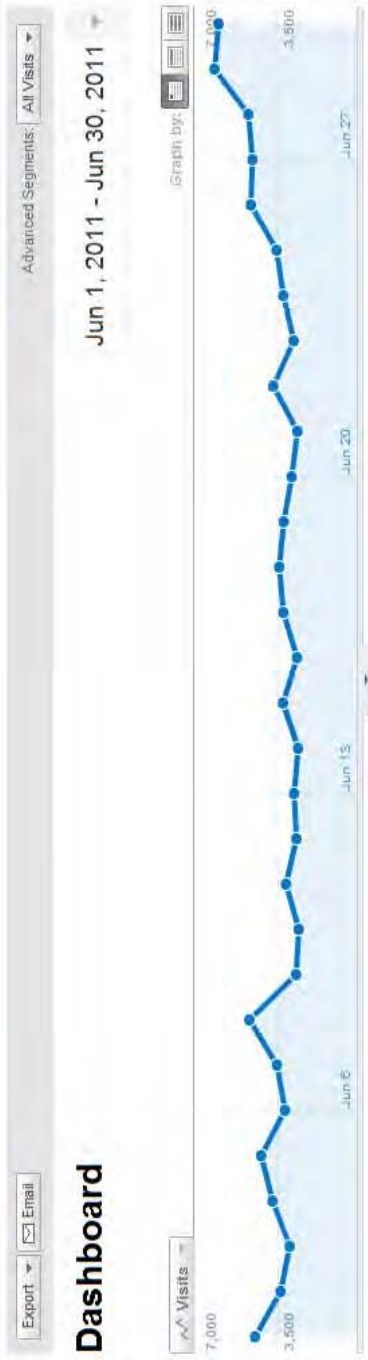 Export Email Advanced Segments: All Visits
Dashboard Jun 1, 2011 - Jun 30, 2011
Visits Graph by:
7,000 7,000
3,500 3,500
Jun 6 Jun 13 Jun 20 Jun 27